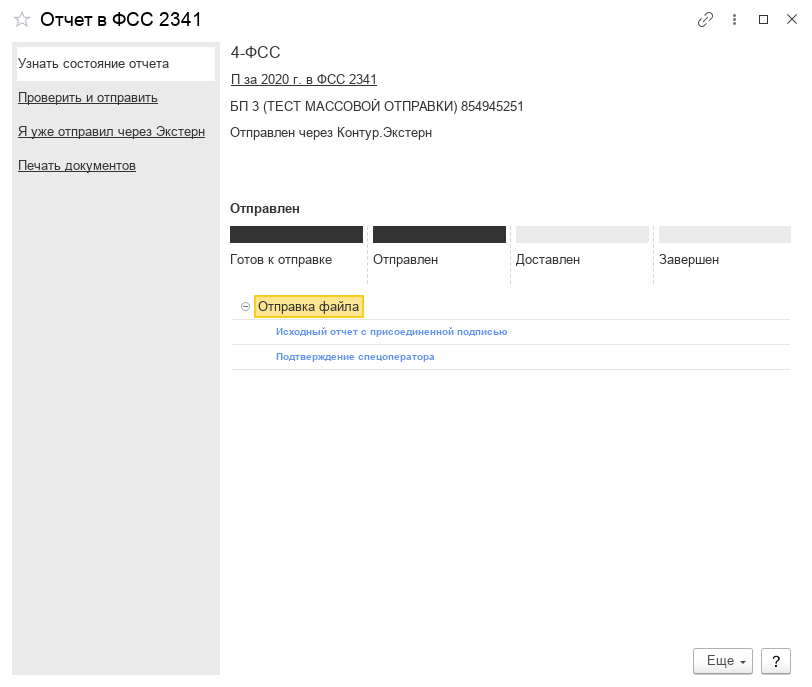 Отчет в ФСС 2341
Узнать состояние отчета
Проверить и отправить
Я уже отправил через Экстерн
Печать документов
4-ФСС
П за 2020 г. в ФСС 2341
БП 3 (ТЕСТ МАССОВОЙ ОТПРАВКИ) 854945251
Отправлен через Контур.Экстерн
Отправлен
Готов к отправке Отправлен Доставлен Завершен
Отправка файла
Исходный отчет с присоединенной подписью
Подтверждение спецоператора
Еще ?